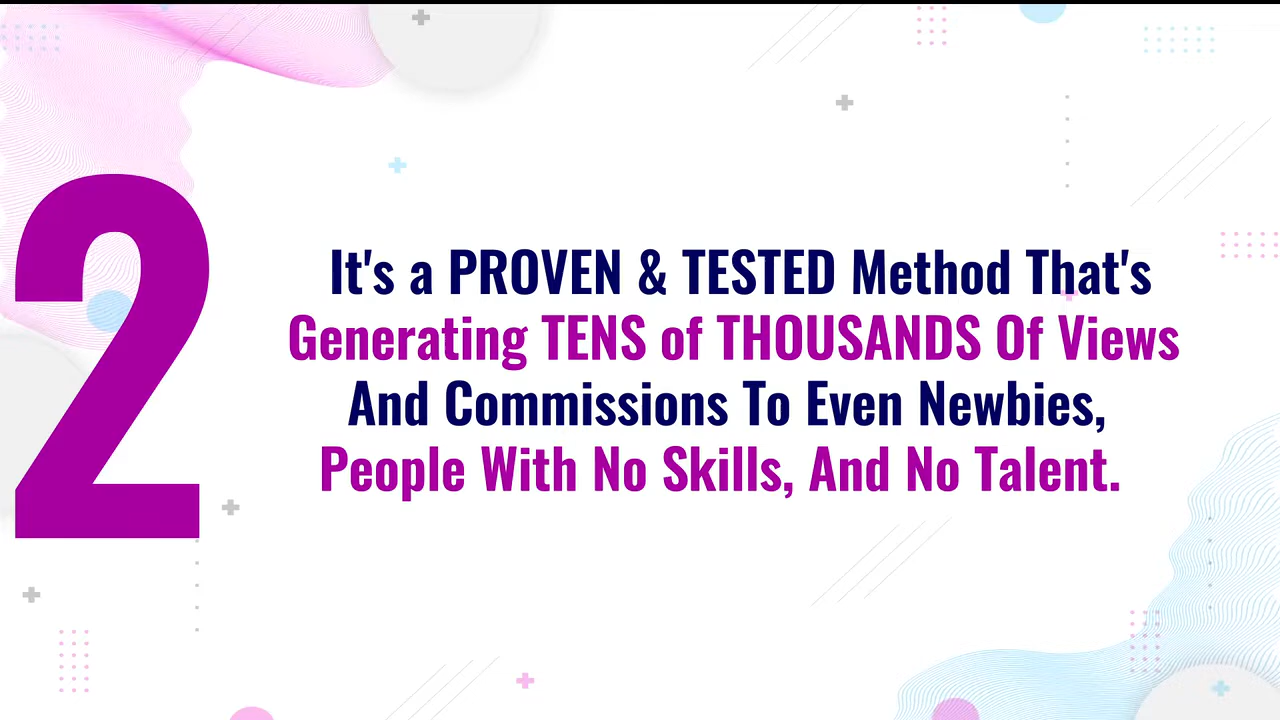 2
It's a PROVEN & TESTED Method That's
Generating TENS of THOUSANDS Of Views
And Commissions To Even Newbies,
People With No Skills, And No Talent.